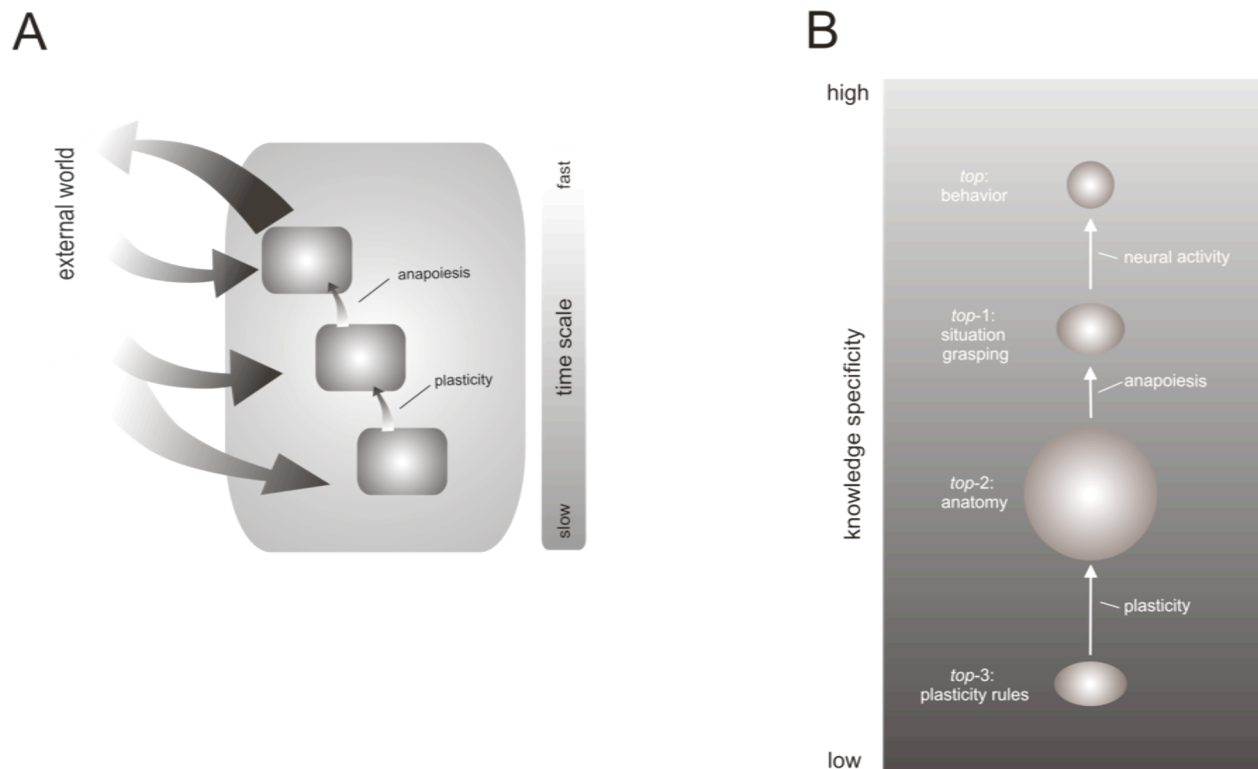 A
external world
anapoiesis
plasticity
fast
time scale
slow
B
high
knowledge specificity
low
top:
behavior
neural activity
top-1:
situation
grasping
anapoiesis
top-2:
anatomy
plasticity
top-3:
plasticity rules